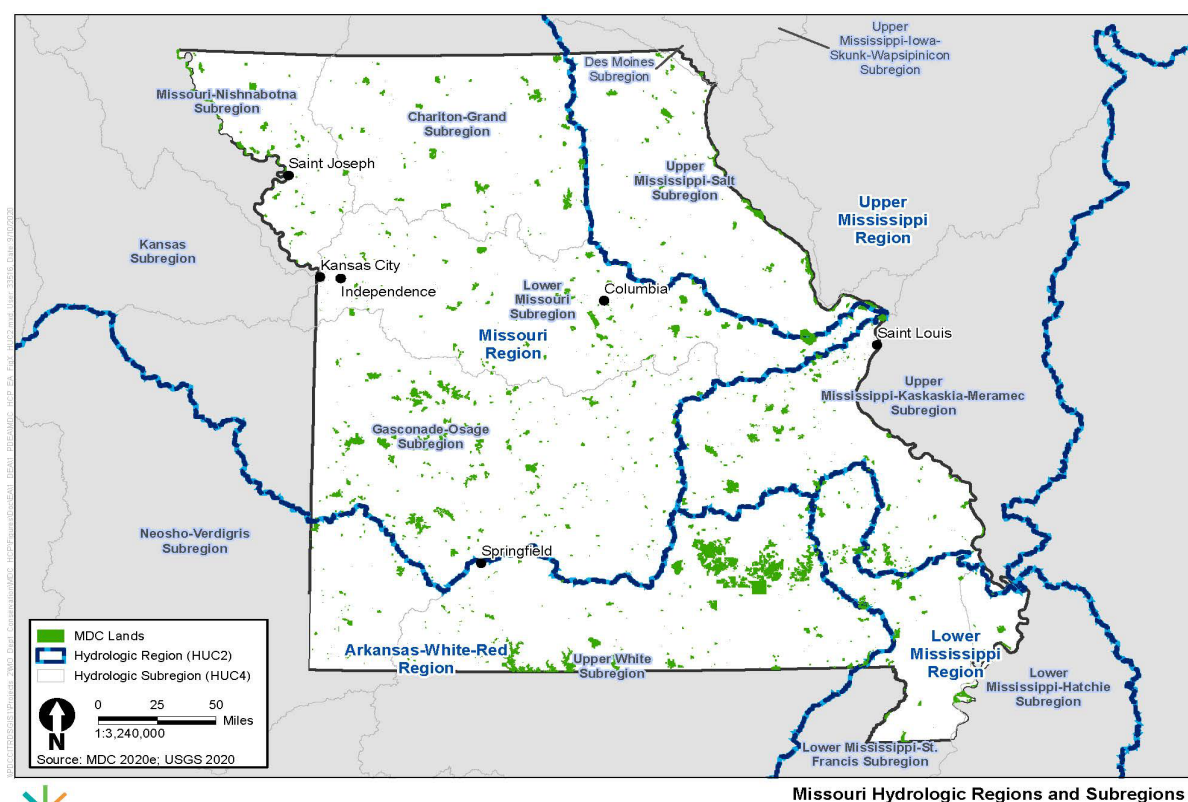 Upper
Mississippi-Iowa-
Skunk-Wapsipinicon
Subregion
Des Moines
Subregion
Missouri-Nishnabotna
Subregion
Charlton-Grand
Subregion
Saint Joseph
Upper
Mississippi-Salt
Subregion
Upper
Mississippi
Region
Kansas
Subregion
Kansas City
Independence
Lower
Missouri
Subregion
Columbia
Missouri
Region
Saint Louis
Upper
Mississippi-Kaskaskia-Meramec
Subregion
Gasconade-Osage
Subregion
Neosho-Verdigris
Subregion
Springfield
Arkansas-White-Red
Region
Upper White
Subregion
Lower
Mississippi
Region
Lower
Mississippi-Hatchie
Subregion
Lower Mississippi-St.
Francis Subregion
MDC Lands
Hydrologic Region (HUC2)
Hydrologic Subregion (HUC4)
N
0 25 50
Miles
1:3,240,000
Source: MDC 2020e; USGS 2020
Missouri Hydrologic Regions and Subregions